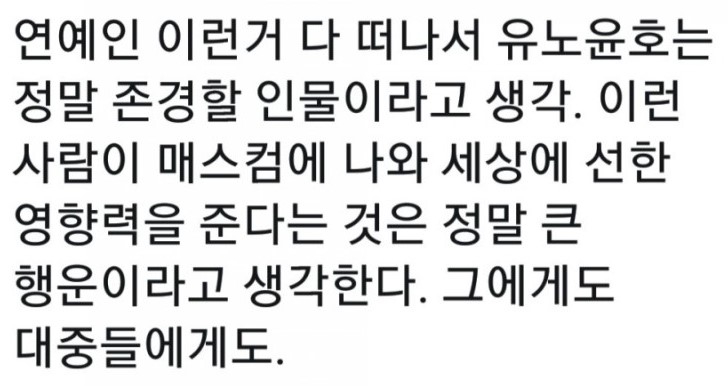 연예인 이런거 다 떠나서 유노윤호는
정말 존경할 인물이라고 생각. 이런
사람이 매스컴에 나와 세상에 선한
영향력을 준다는 것은 정말 큰
행운이라고 생각한다. 그에게도
대중들에게도.